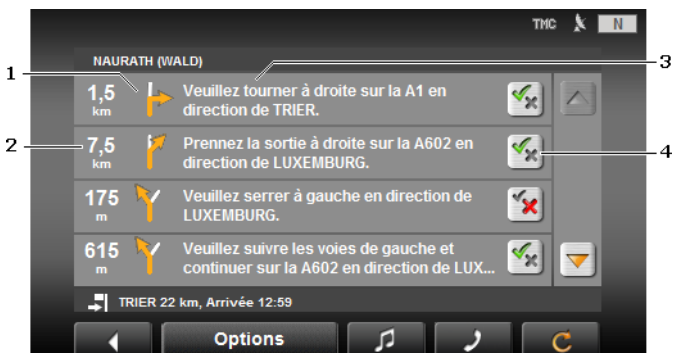 TMC N
NAURATH (WALD)
1
3
1,5
km
Veuillez tourner à droite sur la A1 en
direction de TRIER.
2
7,5
km
Prennez la sortie à droite sur la A602 en
direction de LUXEMBURG.
4
175
m
Veuillez serrer à gauche en direction de
LUXEMBURG.
615
m
Veuillez suivre les voies de gauche et
continuer sur la A602 en direction de LUX...
TRIER 22 km, Arrivée 12:59
Options